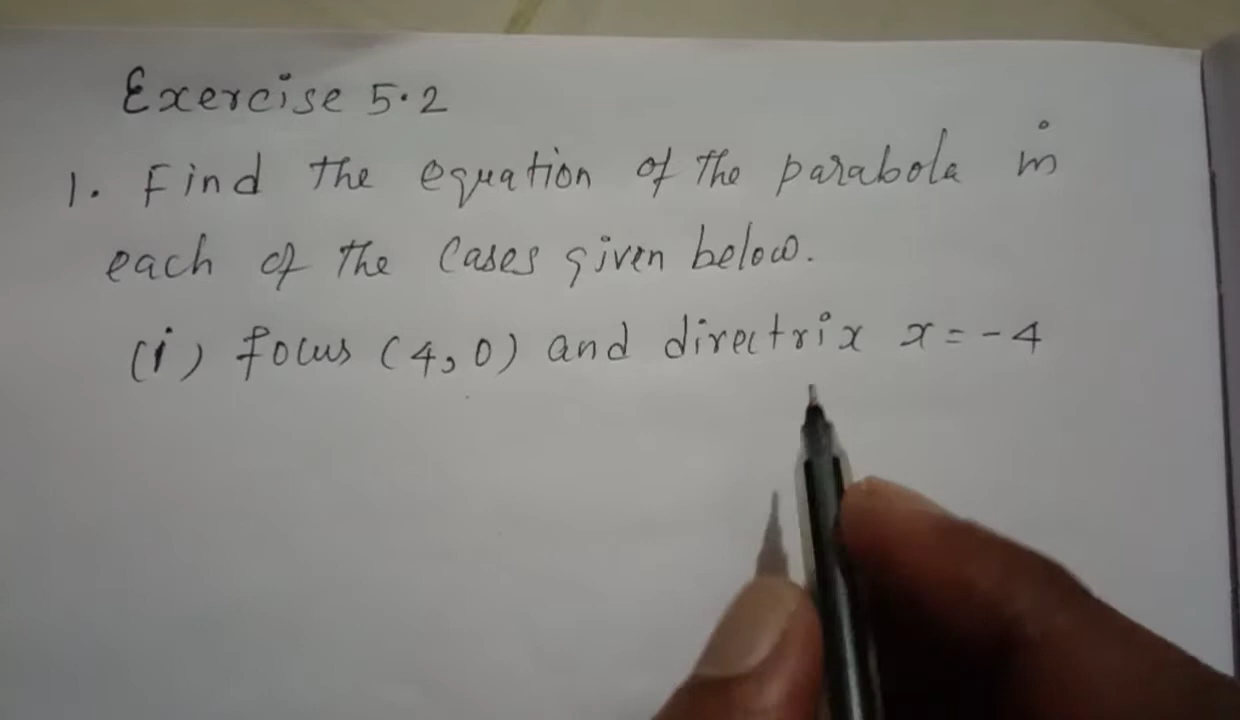 Exercise 5.2
1. Find the equation of the parabola in
each of the cases given below.
(i) focus (4,0) and directrix x = -4